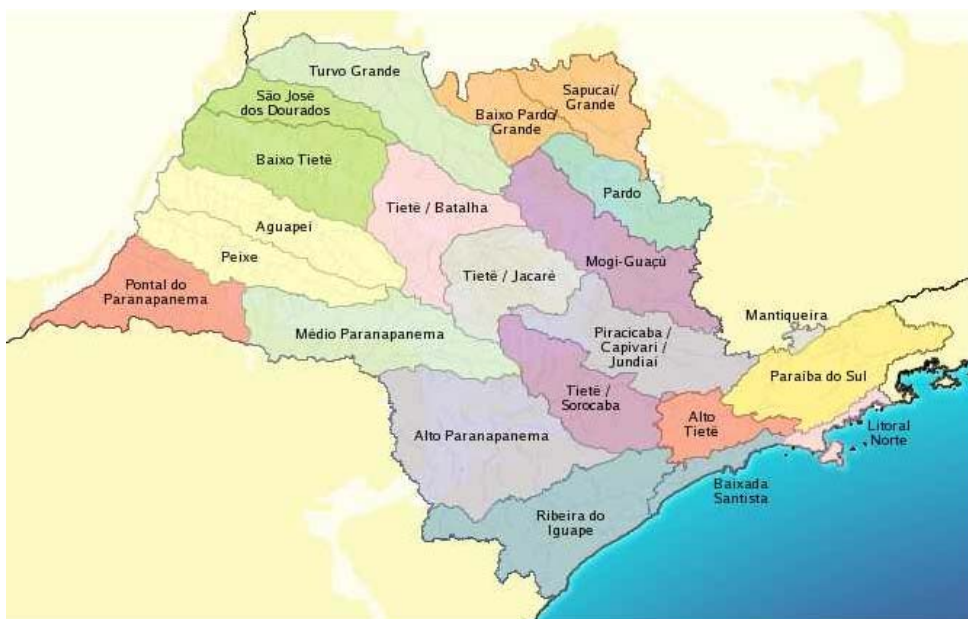 Turvo Grande
Sapucaí/
Grande
São José
dos Dourados
Baixo Pardo/
Grande
Baixo Tietê
Pardo
Tietê / Batalha
Aguapeí
Peixe
Mogi-Guaçú
Tietê / Jacaré
Pontal do
Paranapanema
Médio Paranapanema
Mantiqueira
Piracicaba /
Capivari /
Jundiaí
Paraíba do Sul
Tietê /
Sorocaba
Alto
Tietê
Litoral
Norte
Alto Paranapanema
Baixada
Santista
Ribeira do
Iguape